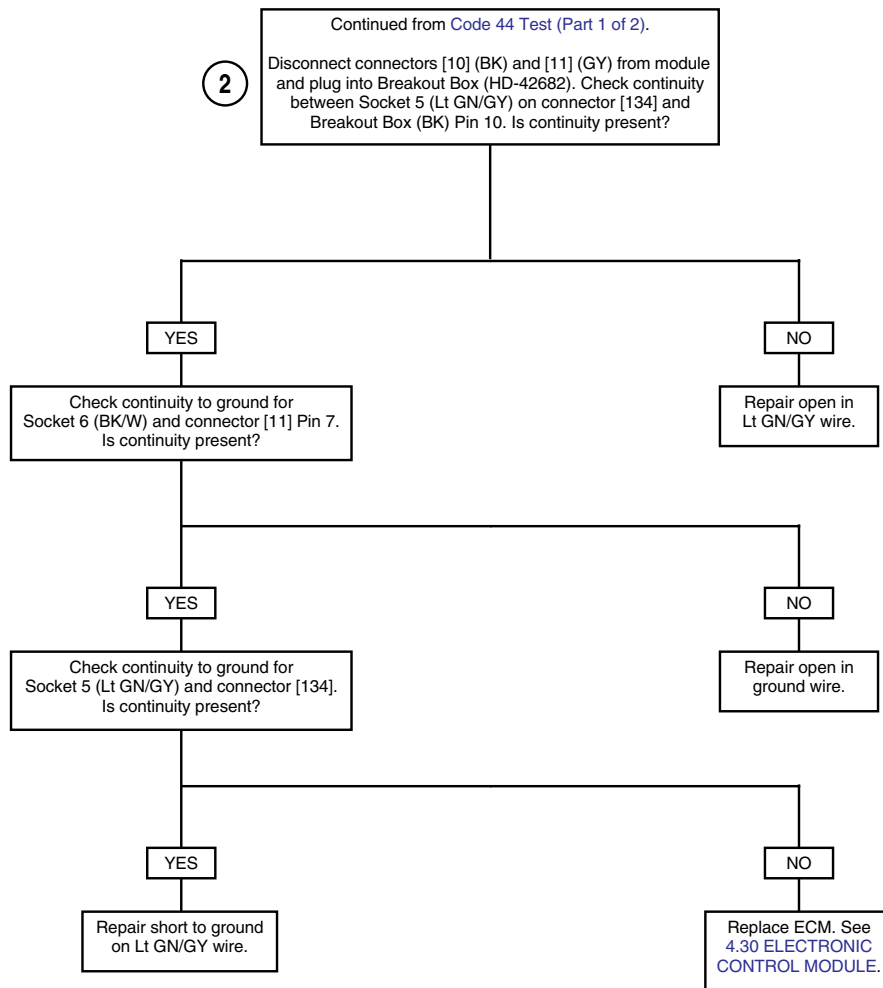 Continued from Code 44 Test (Part 1 of 2).
2
Disconnect connectors [10] (BK) and [11] (GY) from module
and plug into Breakout Box (HD-42682). Check continuity
between Socket 5 (Lt GN/GY) on connector [134] and
Breakout Box (BK) Pin 10. Is continuity present?
YES
NO
Check continuity to ground for
Socket 6 (BK/W) and connector [11] Pin 7.
Is continuity present?
Repair open in
Lt GN/GY wire.
YES
NO
Check continuity to ground for
Socket 5 (Lt GN/GY) and connector [134].
Is continuity present?
Repair open in
ground wire.
YES
NO
Repair short to ground
on Lt GN/GY wire.
Replace ECM. See
4.30 ELECTRONIC
CONTROL MODULE.